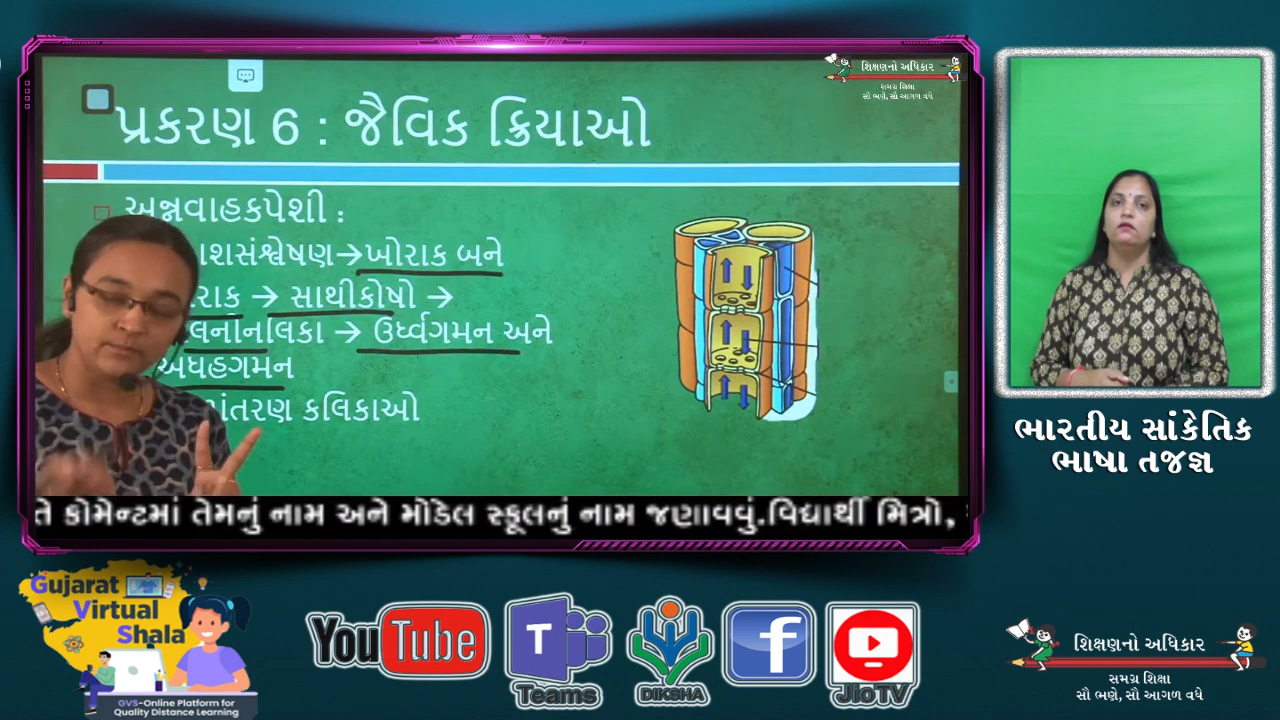 શિક્ષણનો અધિકાર
સમગ્ર શિક્ષા
સૌ ભણે, સૌ આગળ વધે
પ્રકરણ 6 : જૈવિક ક્રિયાઓ
અન્નવાહકપેશી :
શસંશ્લેષણ→ખોરાક બને
રાક → સાથીકોષો →
લનીનલિકા → ઉર્ધ્વગમન અને
અધહગમન
પાંતરણ કલિકાઓ
તે કોમેન્ટમાં તેમનું નામ અને મોડેલ સ્કૂલનું નામ જણાવવું.વિદ્યાર્થી મિત્રો,
ભારતીય સાંકેતિક
ભાષા તજજ્ઞ
Gujarat
Virtual
Shala
GVS-Online Platform for
Quality Distance Learning
YouTube
T
Teams
DIKSHA
f
JioTV
શિક્ષણનો અધિકાર
સમગ્ર શિક્ષા
સૌ ભણે, સૌ આગળ વધે